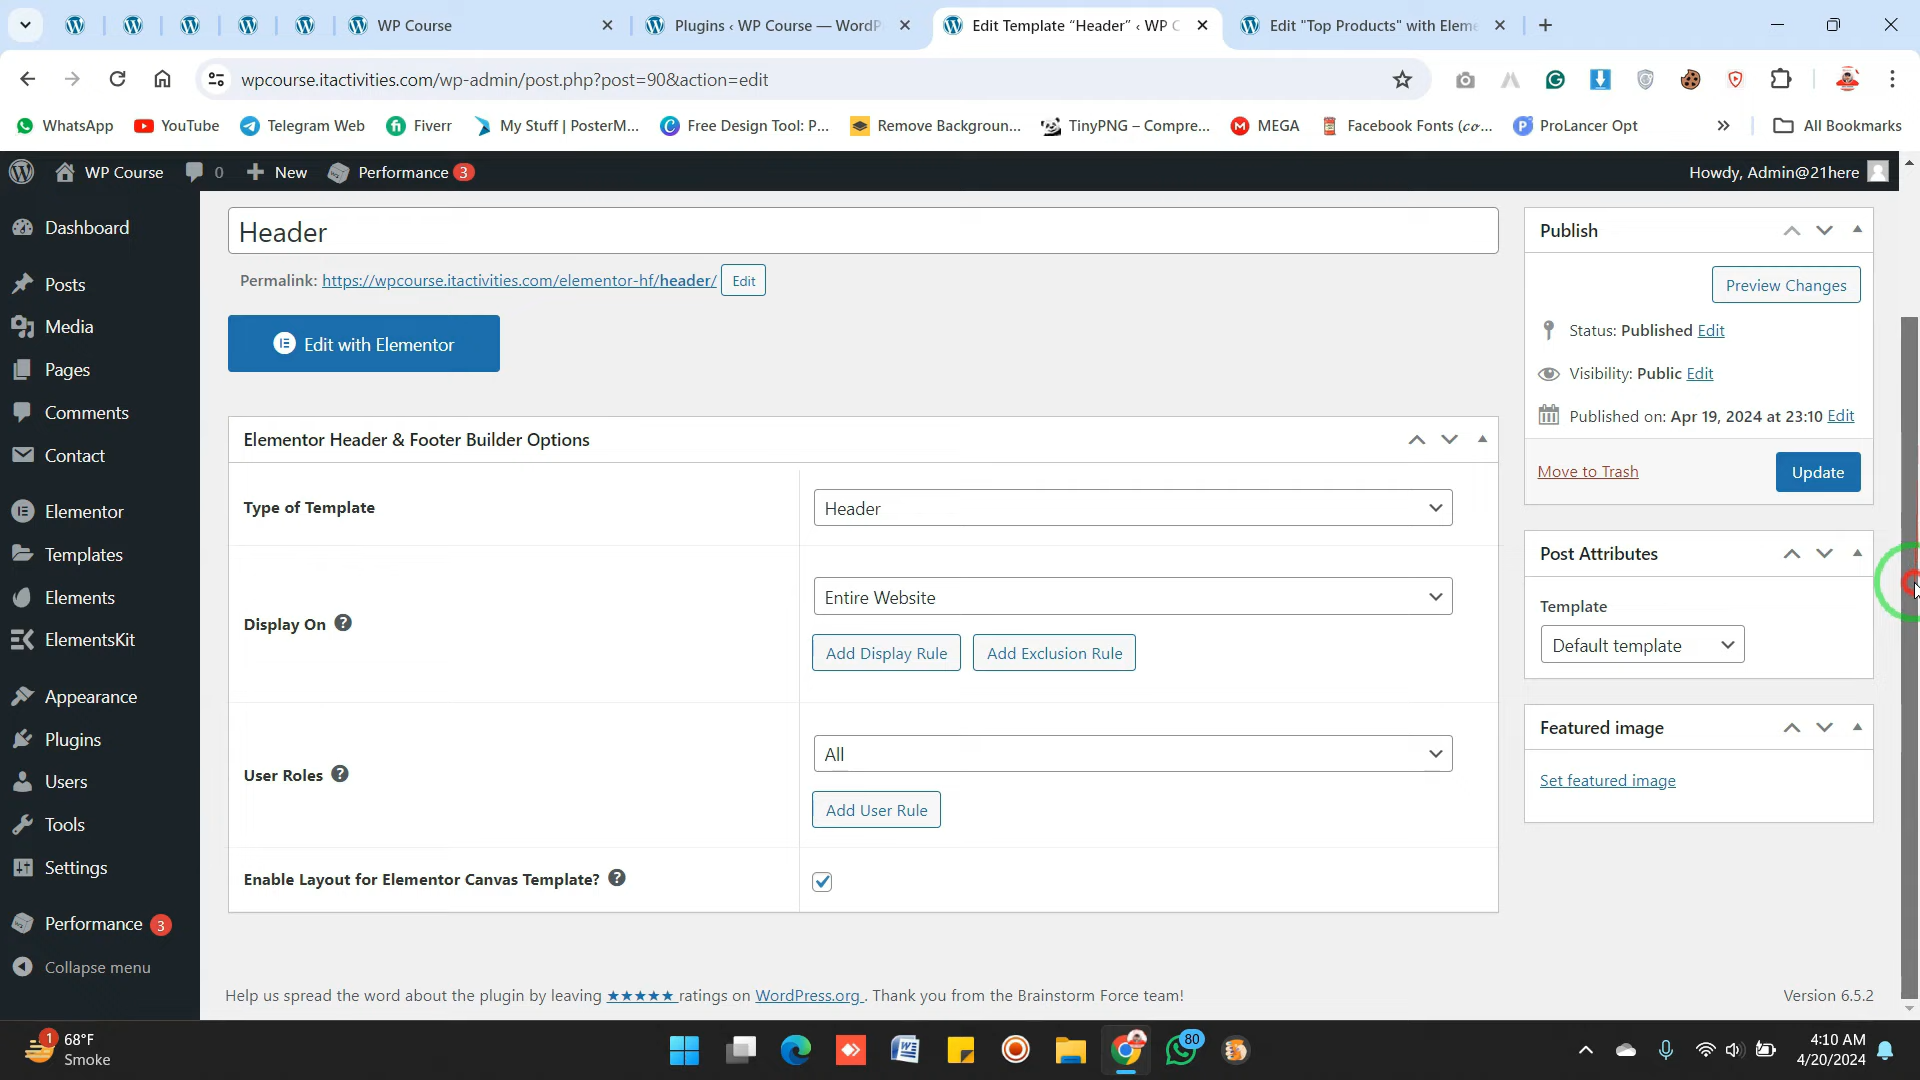 WP Course
Plugins ‹ WP Course — WordP
Edit Template “Header” ‹ WP C
Edit "Top Products" with Eleme
wpcourse.itactivities.com/wp-admin/post.php?post=90&action=edit
WhatsApp
YouTube
Telegram Web
Fiverr
My Stuff | PosterM...
Free Design Tool: P...
Remove Backgroun...
TinyPNG – Compre...
MEGA
Facebook Fonts (𝓬𝓸...
ProLancer Opt
All Bookmarks
WP Course
0
New
Performance 3
Howdy, Admin@21here
Dashboard
Posts
Media
Pages
Comments
Contact
Elementor
Templates
Elements
ElementsKit
Appearance
Plugins
Users
Tools
Settings
Performance 3
Collapse menu
Header
Permalink: https://wpcourse.itactivities.com/elementor-hf/header/ Edit
Edit with Elementor
Elementor Header & Footer Builder Options
Type of Template
Header
Display On
Entire Website
Add Display Rule
Add Exclusion Rule
User Roles
All
Add User Rule
Enable Layout for Elementor Canvas Template?
Publish
Preview Changes
Status: Published Edit
Visibility: Public Edit
Published on: Apr 19, 2024 at 23:10 Edit
Move to Trash
Update
Post Attributes
Template
Default template
Featured image
Set featured image
Help us spread the word about the plugin by leaving ★★★★★ ratings on WordPress.org . Thank you from the Brainstorm Force team!
Version 6.5.2
1
68°F
Smoke
80
4:10 AM
4/20/2024